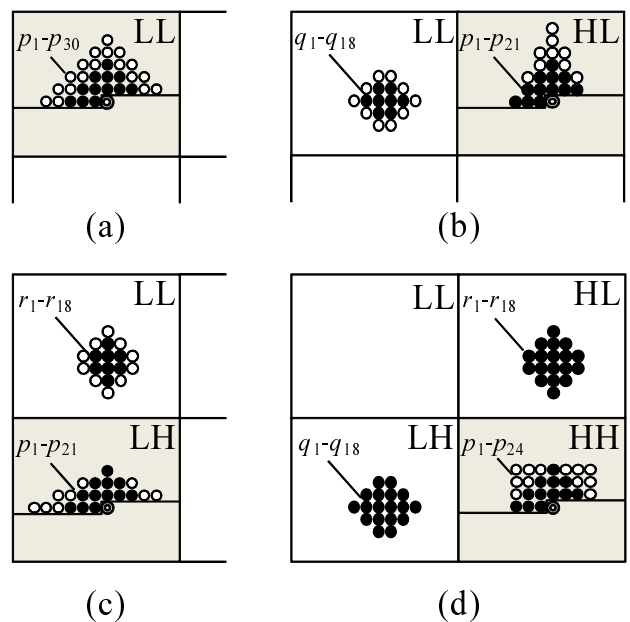 LL
p1-p30
(a)
LL HL
q1-q18
p1-p21
(b)
LL
r1-r18
LH
p1-p21
(c)
LL HL
r1-r18
LH HH
q1-q18
p1-p24
(d)